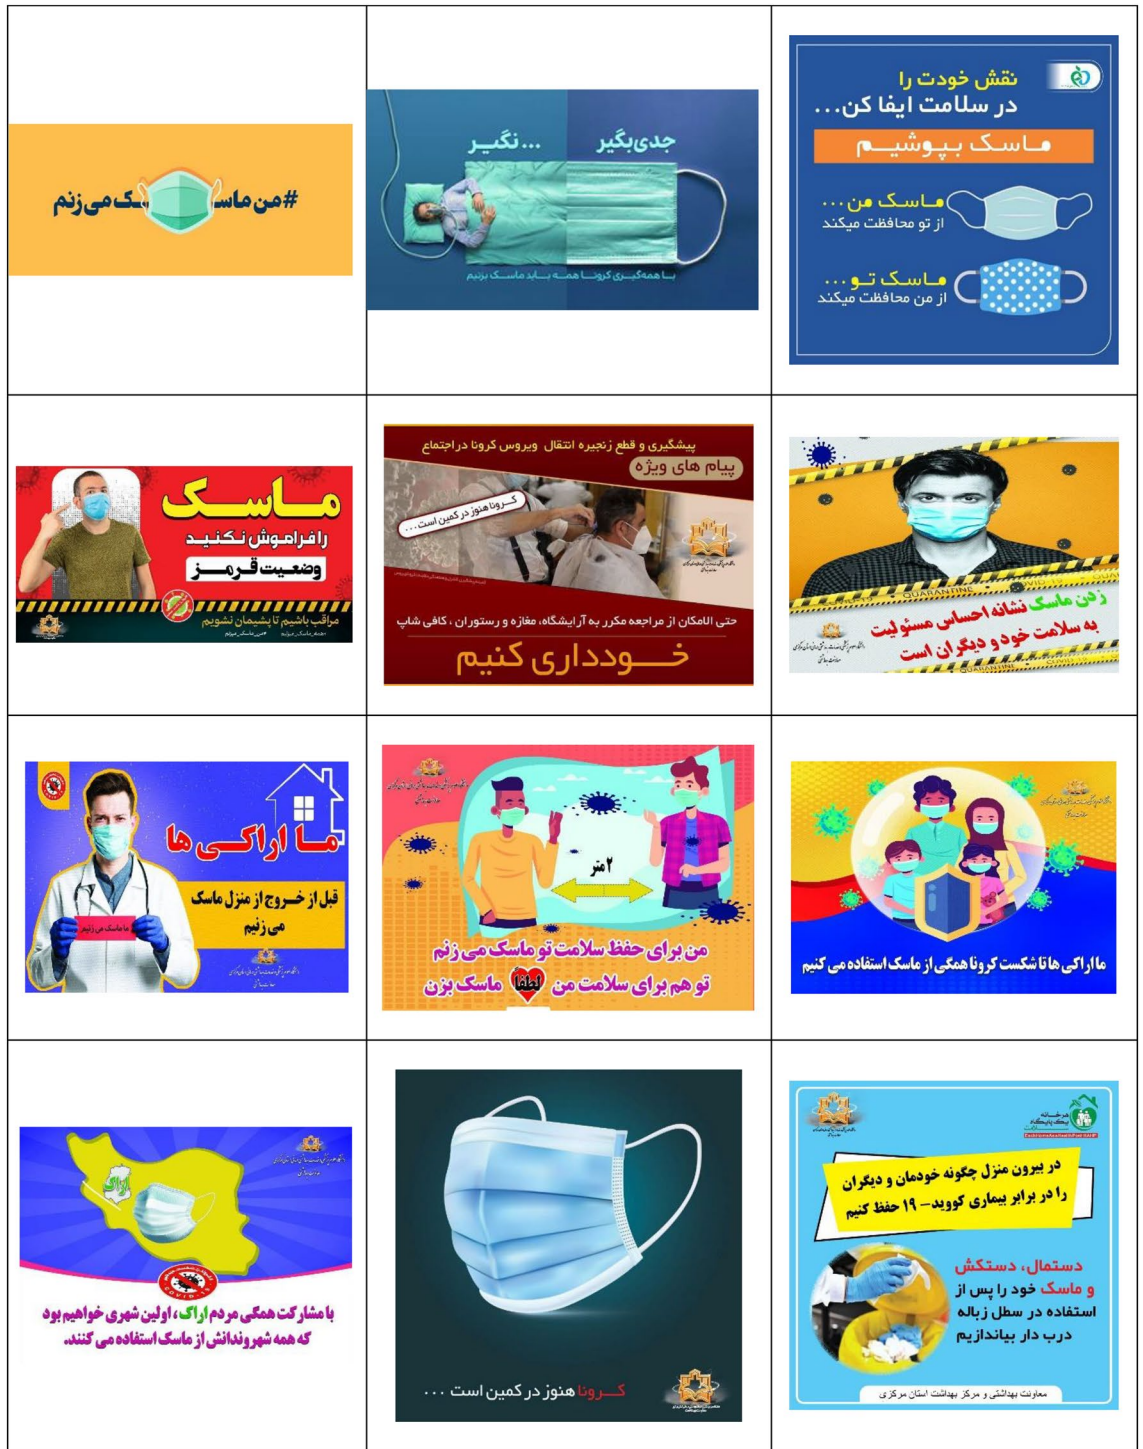 نقش خودت را
در سلامت ایفا کن...
ماسک بپوشیم
ماسک من...
از تو محافظت میکند
ماسک تو...
از من محافظت میکند
جدی بگیر
... نگیر
با همه‌گیری کرونا همه باید ماسک بزنیم
#من ماسک می‌زنم
زدن ماسک نشانه احساس مسئولیت
به سلامت خود و دیگران است
QUARANTINE
پیشگیری و قطع زنجیره انتقال ویروس کرونا در اجتماع
پیام های ویژه
کرونا هنوز در کمین است...
حتی الامکان از مراجعه مکرر به آرایشگاه، مغازه و رستوران ، کافی شاپ
خودداری کنیم
ماسک
را فراموش نکنید
وضعیت قرمز
مراقب باشیم تا پشیمان نشویم
ما اراکی ها تا شکست کرونا همگی از ماسک استفاده می کنیم
۲ متر
من برای حفظ سلامت تو ماسک می زنم
تو هم برای سلامت من لطفا ماسک بزن
ما اراکی ها
قبل از خروج از منزل ماسک
می زنیم
ما ماسک می زنیم
هر خانه
یک پایگاه
سلامت
در بیرون منزل چگونه خودمان و دیگران
را در برابر بیماری کووید- ۱۹ حفظ کنیم
دستمال، دستکش
و ماسک خود را پس از
استفاده در سطل زباله
درب دار بیاندازیم
معاونت بهداشتی و مرکز بهداشت استان مرکزی
کرونا هنوز در کمین است ...
اراک
COVID-19
با مشارکت همگی مردم اراک، اولین شهری خواهیم بود
که همه شهروندانش از ماسک استفاده می کنند.